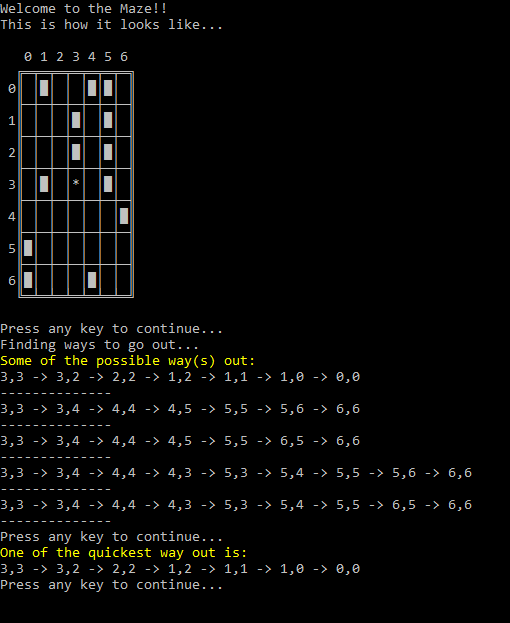 Welcome to the Maze!!
This is how it looks like...
0 1 2 3 4 5 6
0
1
2
3 *
4
5
6
Press any key to continue...
Finding ways to go out...
Some of the possible way(s) out:
3,3 -> 3,2 -> 2,2 -> 1,2 -> 1,1 -> 1,0 -> 0,0
--------------
3,3 -> 3,4 -> 4,4 -> 4,5 -> 5,5 -> 5,6 -> 6,6
--------------
3,3 -> 3,4 -> 4,4 -> 4,5 -> 5,5 -> 6,5 -> 6,6
--------------
3,3 -> 3,4 -> 4,4 -> 4,3 -> 5,3 -> 5,4 -> 5,5 -> 5,6 -> 6,6
--------------
3,3 -> 3,4 -> 4,4 -> 4,3 -> 5,3 -> 5,4 -> 5,5 -> 6,5 -> 6,6
--------------
Press any key to continue...
One of the quickest way out is:
3,3 -> 3,2 -> 2,2 -> 1,2 -> 1,1 -> 1,0 -> 0,0
Press any key to continue...